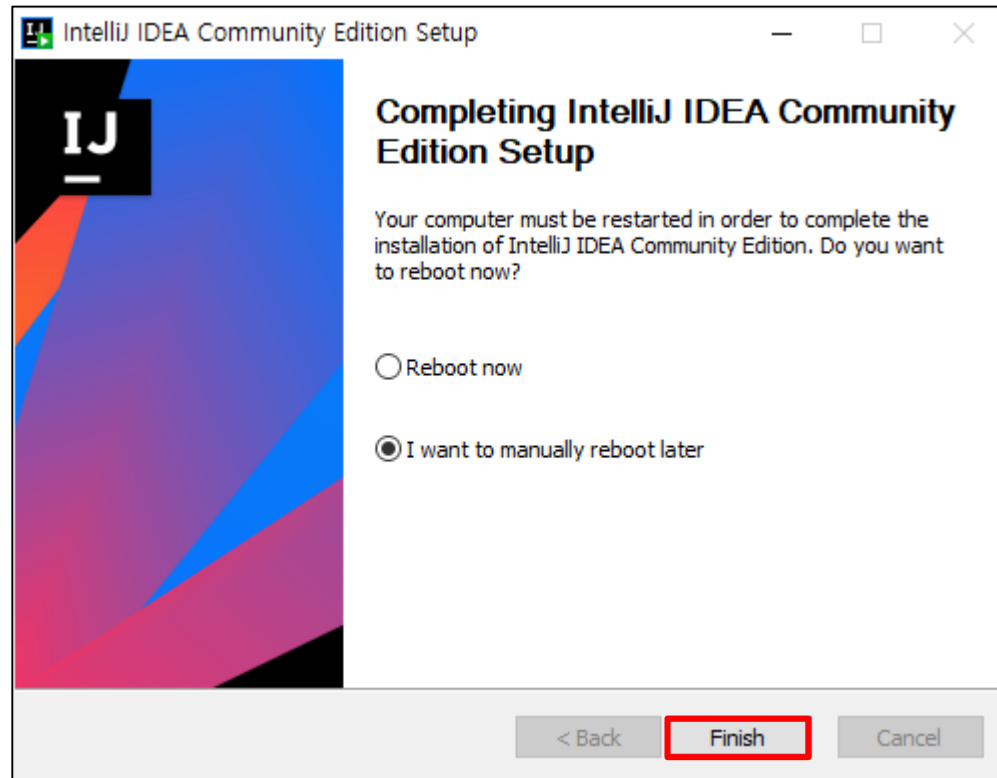 IntelliJ IDEA Community Edition Setup
IJ
Completing IntelliJ IDEA Community
Edition Setup
Your computer must be restarted in order to complete the
installation of IntelliJ IDEA Community Edition. Do you want
to reboot now?
Reboot now
I want to manually reboot later
< Back
Finish
Cancel